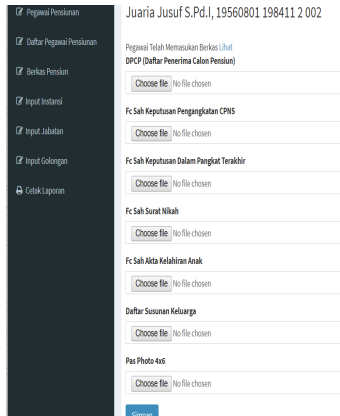 Pegawai Pensiunan
Daftar Pegawai Pensiunan
Berkas Pensiun
Input Instansi
Input Jabatan
Input Golongan
Cetak Laporan
Juaria Jusuf S.Pd.I, 19560801 198411 2 002
Pegawai Telah Memasukan Berkas Lihat
DPCP (Daftar Penerima Calon Pensiun)
Choose file No file chosen
Fc Sah Keputusan Pengangkatan CPNS
Choose file No file chosen
Fc Sah Keputusan Dalam Pangkat Terakhir
Choose file No file chosen
Fc Sah Surat Nikah
Choose file No file chosen
Fc Sah Akta Kelahiran Anak
Choose file No file chosen
Daftar Susunan Keluarga
Choose file No file chosen
Pas Photo 4x6
Choose file No file chosen
Simpan